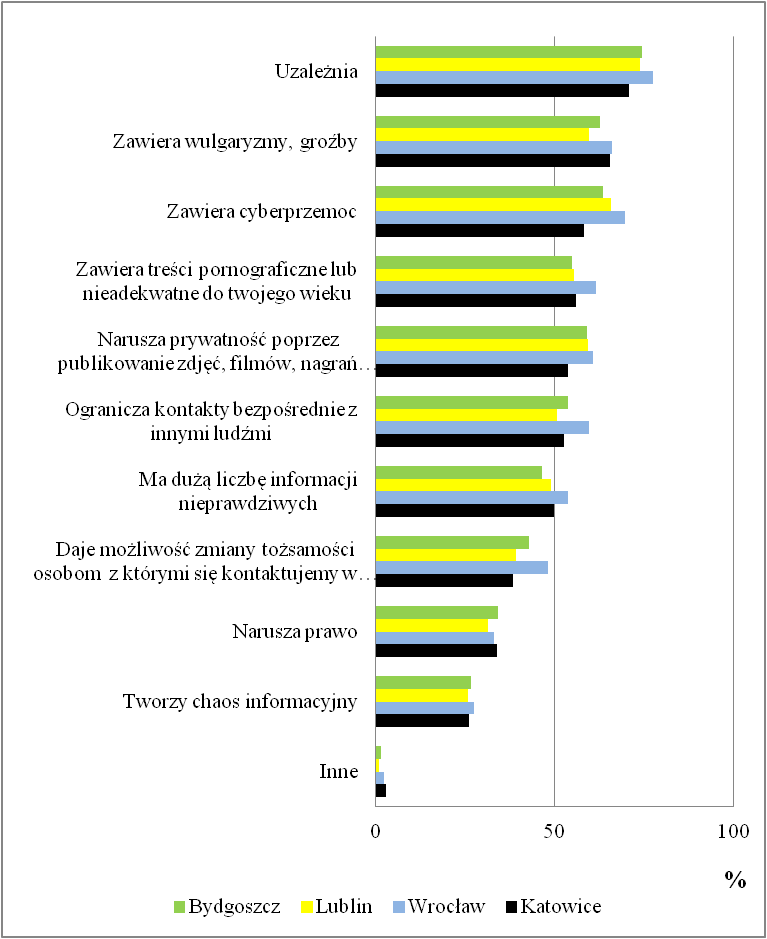 Uzależnia
Zawiera wulgaryzmy, groźby
Zawiera cyberprzemoc
Zawiera treści pornograficzne lub
nieadekwatne do twojego wieku
Narusza prywatność poprzez
publikowanie zdjęć, filmów, nagrań…
Ogranicza kontakty bezpośrednie z
innymi ludźmi
Ma dużą liczbę informacji
nieprawdziwych
Daje możliwość zmiany tożsamości
osobom z którymi się kontaktujemy w…
Narusza prawo
Tworzy chaos informacyjny
Inne
0 50 100
%
Bydgoszcz Lublin Wrocław Katowice